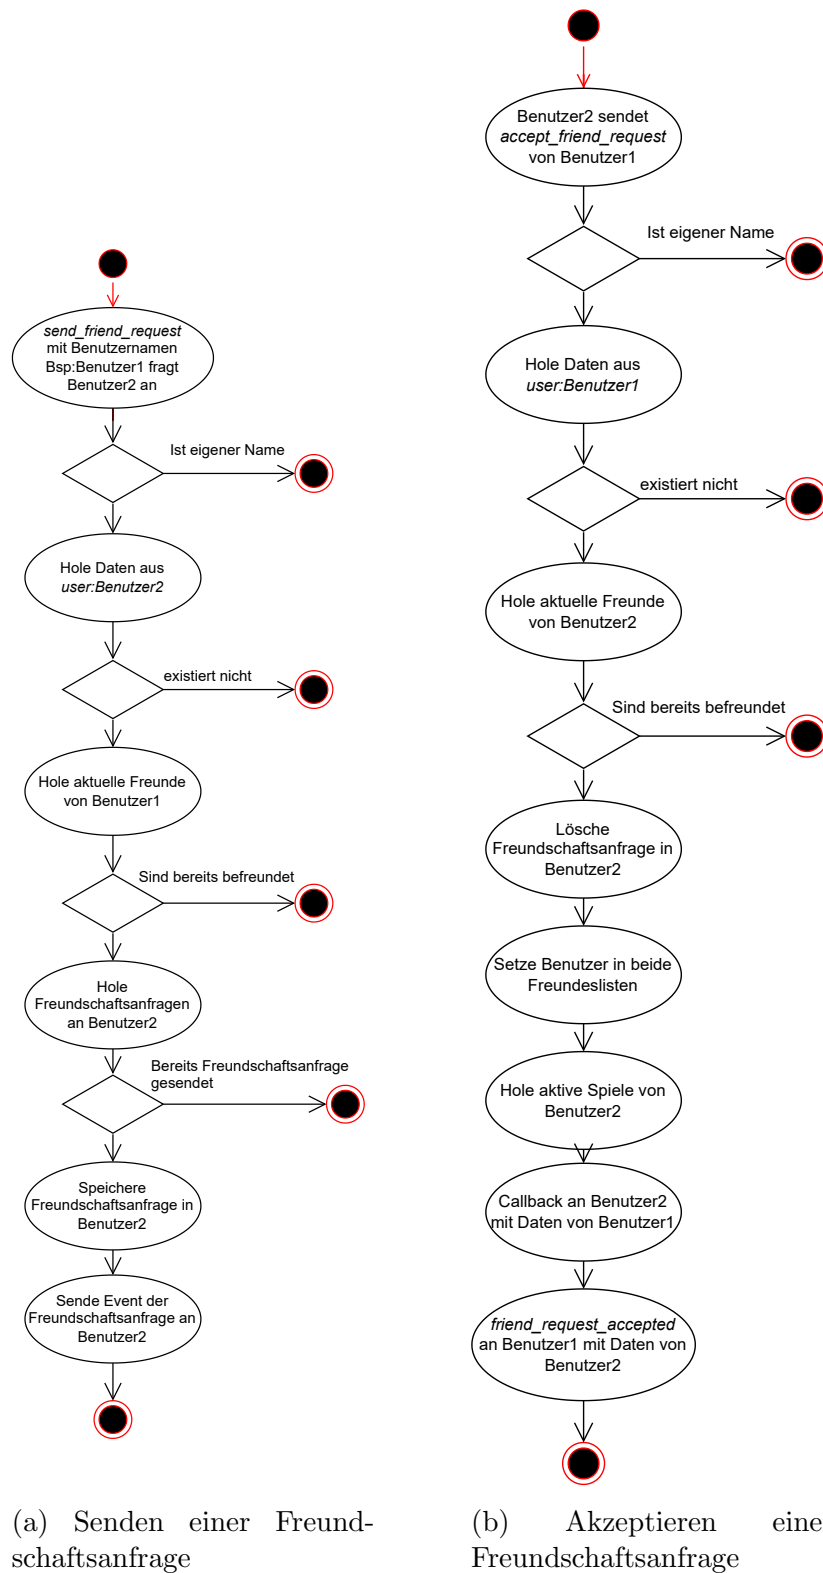 send_friend_request
mit Benutzernamen
Bsp:Benutzer1 fragt
Benutzer2 an
Ist eigener Name
Hole Daten aus
user:Benutzer2
existiert nicht
Hole aktuelle Freunde
von Benutzer1
Sind bereits befreundet
Hole
Freundschaftsanfragen
an Benutzer2
Bereits Freundschaftsanfrage
gesendet
Speichere
Freundschaftsanfrage in
Benutzer2
Sende Event der
Freundschaftsanfrage an
Benutzer2
(a) Senden einer Freund-
schaftsanfrage
Benutzer2 sendet
accept_friend_request
von Benutzer1
Ist eigener Name
Hole Daten aus
user:Benutzer1
existiert nicht
Hole aktuelle Freunde
von Benutzer2
Sind bereits befreundet
Lösche
Freundschaftsanfrage in
Benutzer2
Setze Benutzer in beide
Freundeslisten
Hole aktive Spiele von
Benutzer2
Callback an Benutzer2
mit Daten von Benutzer1
friend_request_accepted
an Benutzer1 mit Daten von
Benutzer2
(b) Akzeptieren eine
Freundschaftsanfrage